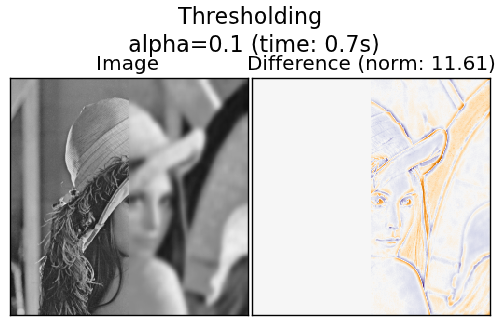 Thresholding
alpha=0.1 (time: 0.7s)
Image
Difference (norm: 11.61)